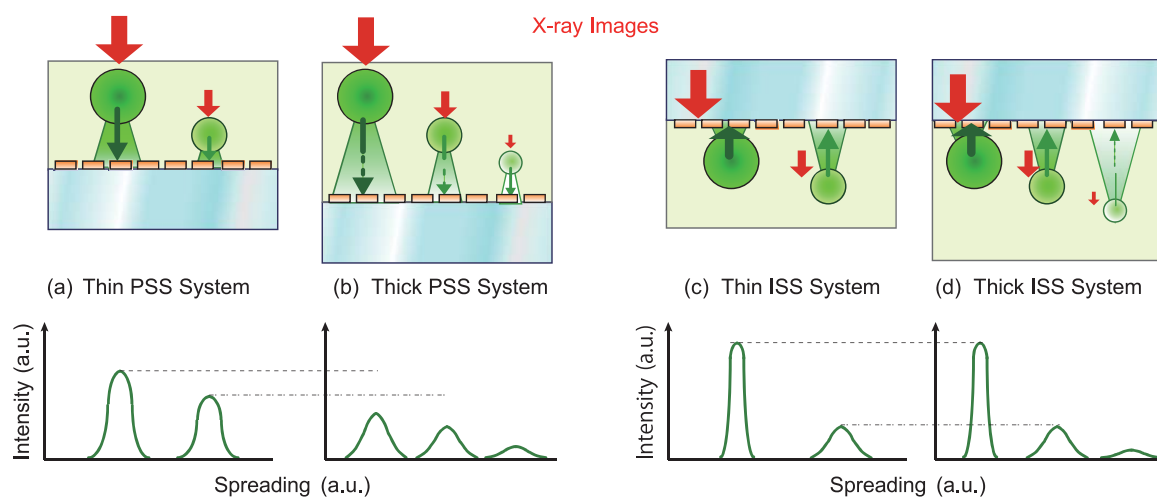 X-ray Images
(a) Thin PSS System
(b) Thick PSS System
(c) Thin ISS System
(d) Thick ISS System
Intensity (a.u.)
Spreading (a.u.)
Intensity (a.u.)
Spreading (a.u.)